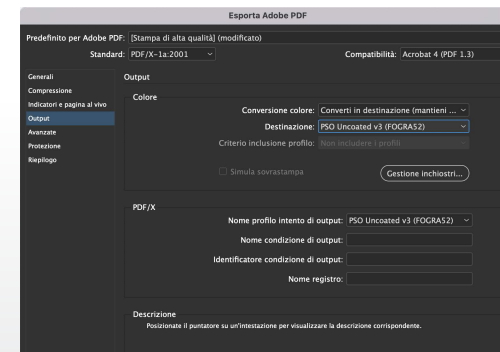 Esporta Adobe PDF
Predefinito per Adobe PDF: [Stampa di alta qualità] (modificato)
Standard: PDF/X-1a:2001 Compatibilità: Acrobat 4 (PDF 1.3)
Generali
Compressione
Indicatori e pagina al vivo
Output
Avanzate
Protezione
Riepilogo
Output
Colore
Conversione colore: Converti in destinazione (mantieni ...
Destinazione: PSO Uncoated v3 (FOGRA52)
Criterio inclusione profilo: Non includere i profili
Simula sovrastampa Gestione inchiostri...
PDF/X
Nome profilo intento di output: PSO Uncoated v3 (FOGRA52)
Nome condizione di output:
Identificatore condizione di output:
Nome registro:
Descrizione
Posizionate il puntatore su un'intestazione per visualizzare la descrizione corrispondente.